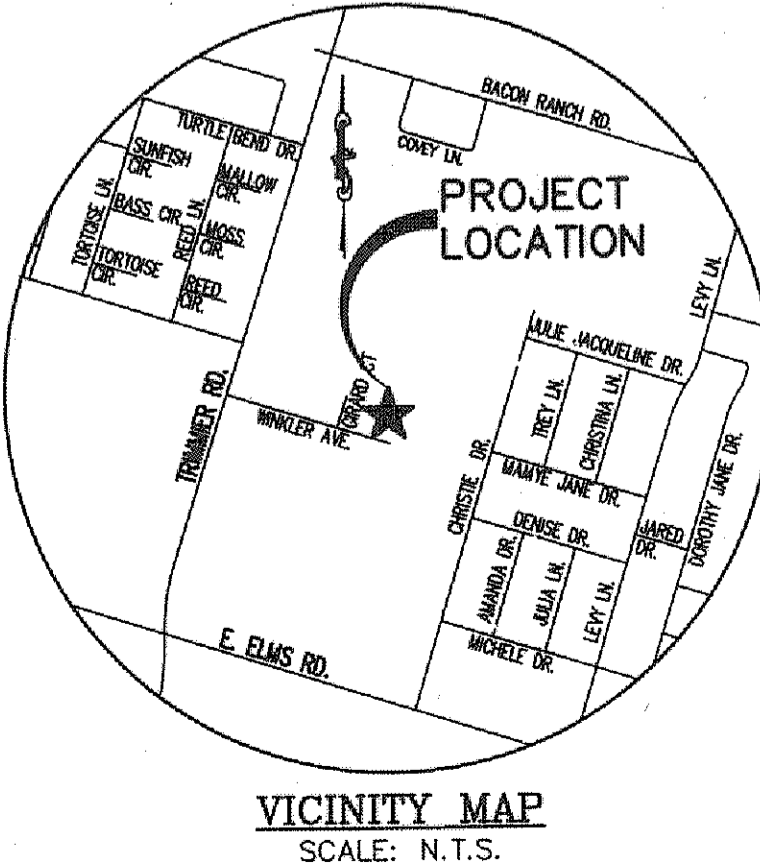 BACON RANCH RD.
COVEY LN.
TURTLE BEND DR.
SUNFISH
CIR.
MALLOW
CIR.
BASS CIR.
REED LN.
MOSS
CIR.
TORTOISE LN.
TORTOISE
CIR.
REED
CIR.
PROJECT
LOCATION
LEVY LN.
JULIE JACQUELINE DR.
TREY LN.
CHRISTINA LN.
TRIMMIER RD.
WINKLER AVE.
GIRARD CT
CHRISTIE DR.
MAMYE JANE DR.
DENISE DR.
JARED
DR.
DOROTHY JANE DR.
AMANDA DR.
JULIA LN.
LEVY LN.
MICHELE DR.
E. ELMS RD.
VICINITY MAP
SCALE: N.T.S.